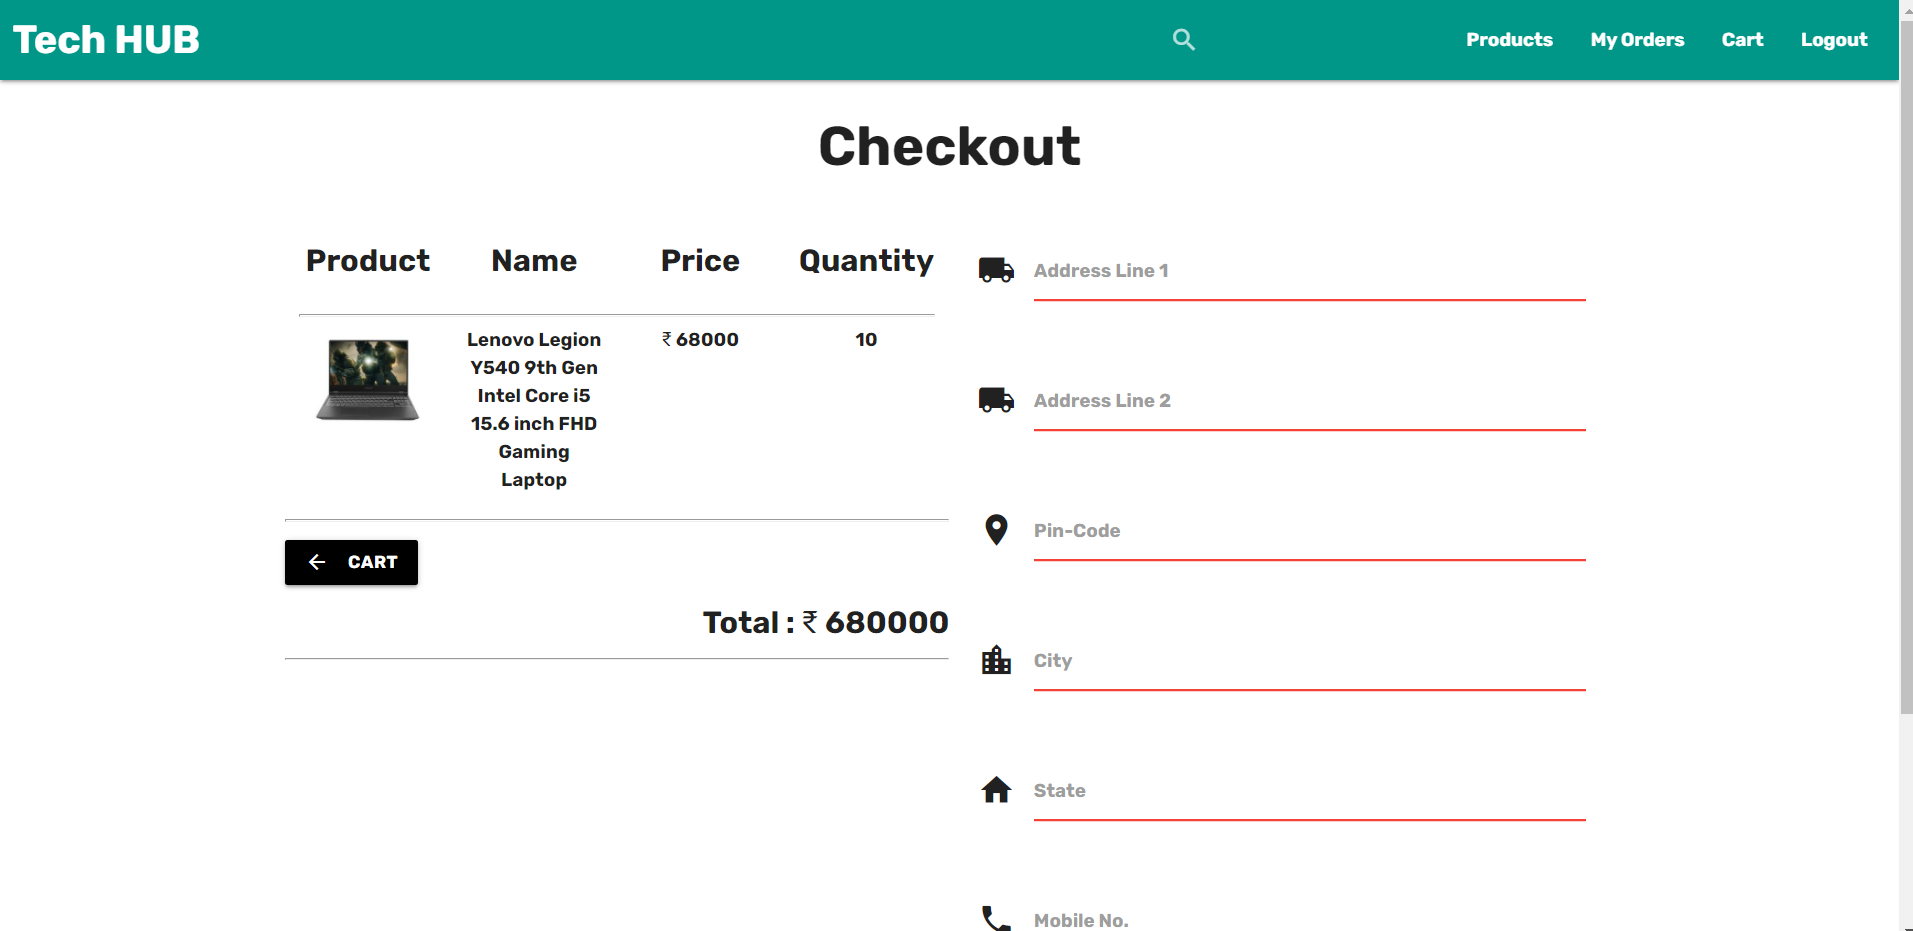 Tech HUB
Products My Orders Cart Logout
Checkout
Product Name Price Quantity
Lenovo Legion
Y540 9th Gen
Intel Core i5
15.6 inch FHD
Gaming
Laptop
₹ 68000
10
CART
Total : ₹ 680000
Address Line 1
Address Line 2
Pin-Code
City
State
Mobile No.